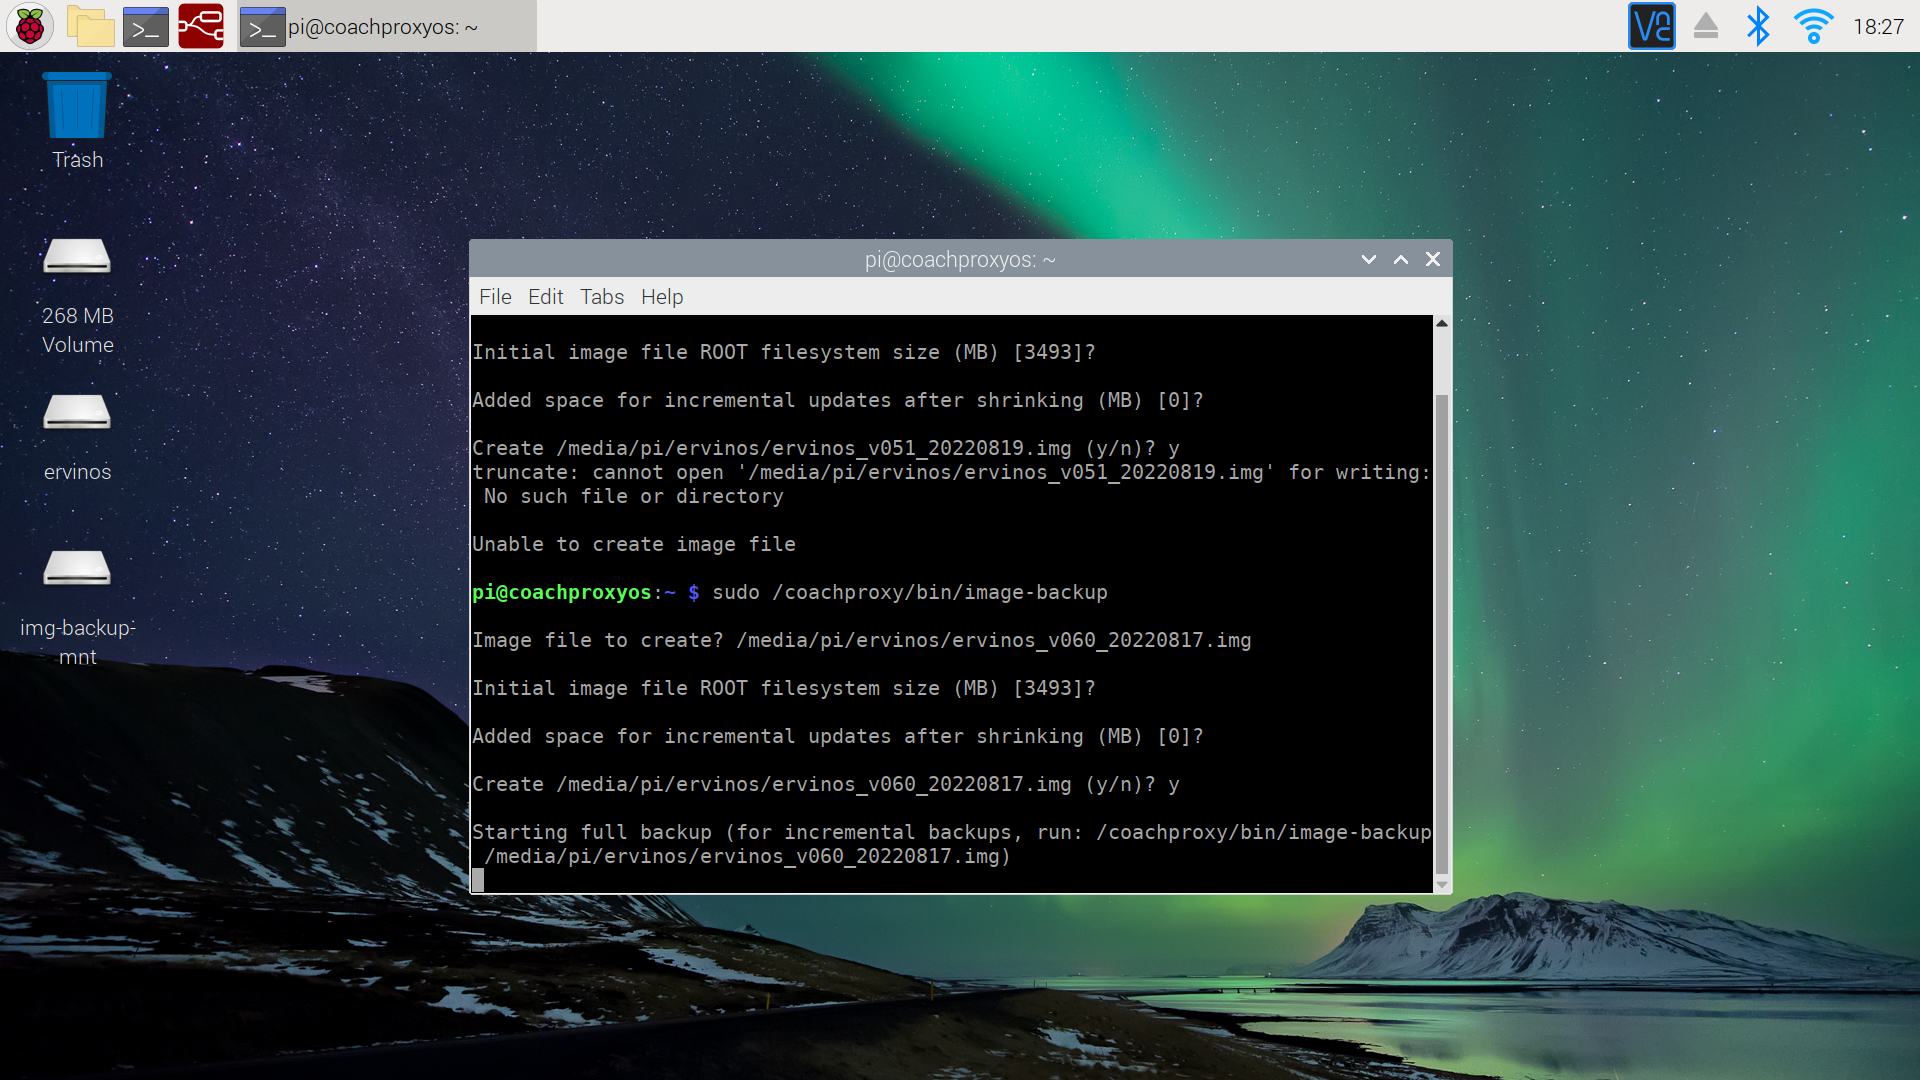 pi@coachproxyos: ~
18:27
Trash
268 MB
Volume
ervinos
img-backup-
mnt
pi@coachproxyos: ~
File Edit Tabs Help
Initial image file ROOT filesystem size (MB) [3493]?
Added space for incremental updates after shrinking (MB) [0]?
Create /media/pi/ervinos/ervinos_v051_20220819.img (y/n)? y
truncate: cannot open '/media/pi/ervinos/ervinos_v051_20220819.img' for writing:
No such file or directory
Unable to create image file
pi@coachproxyos:~ $ sudo /coachproxy/bin/image-backup
Image file to create? /media/pi/ervinos/ervinos_v060_20220817.img
Initial image file ROOT filesystem size (MB) [3493]?
Added space for incremental updates after shrinking (MB) [0]?
Create /media/pi/ervinos/ervinos_v060_20220817.img (y/n)? y
Starting full backup (for incremental backups, run: /coachproxy/bin/image-backup
/media/pi/ervinos/ervinos_v060_20220817.img)